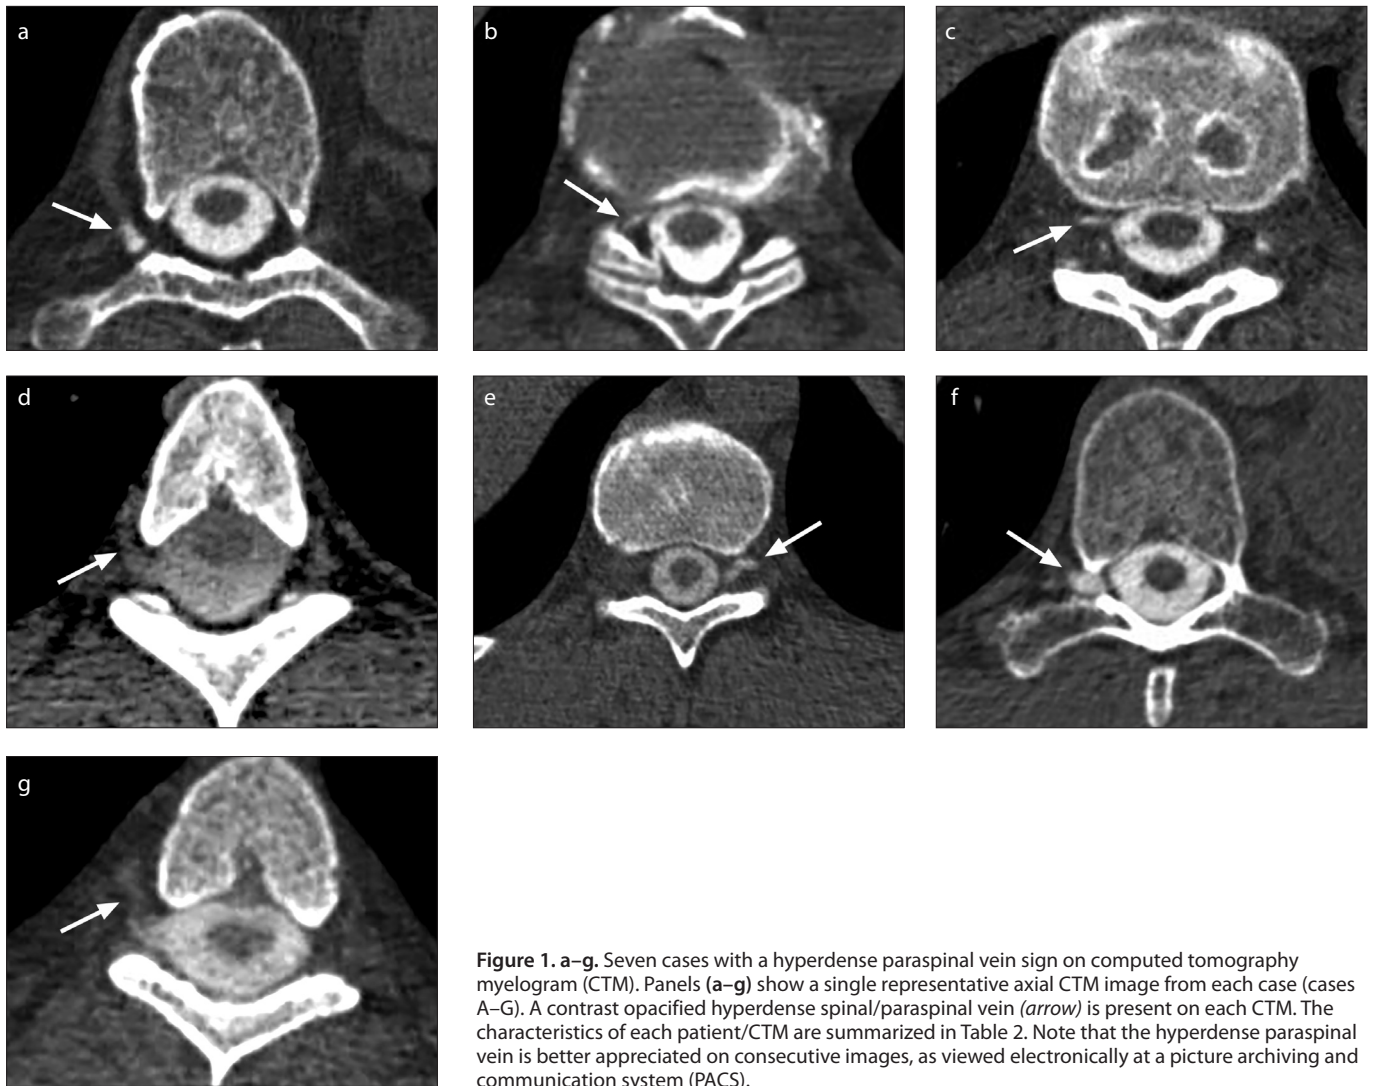 a
b
c
d
e
f
g
Figure 1. a–g. Seven cases with a hyperdense paraspinal vein sign on computed tomography
myelogram (CTM). Panels (a–g) show a single representative axial CTM image from each case (cases
A–G). A contrast opacified hyperdense spinal/paraspinal vein (arrow) is present on each CTM. The
characteristics of each patient/CTM are summarized in Table 2. Note that the hyperdense paraspinal
vein is better appreciated on consecutive images, as viewed electronically at a picture archiving and
communication system (PACS).